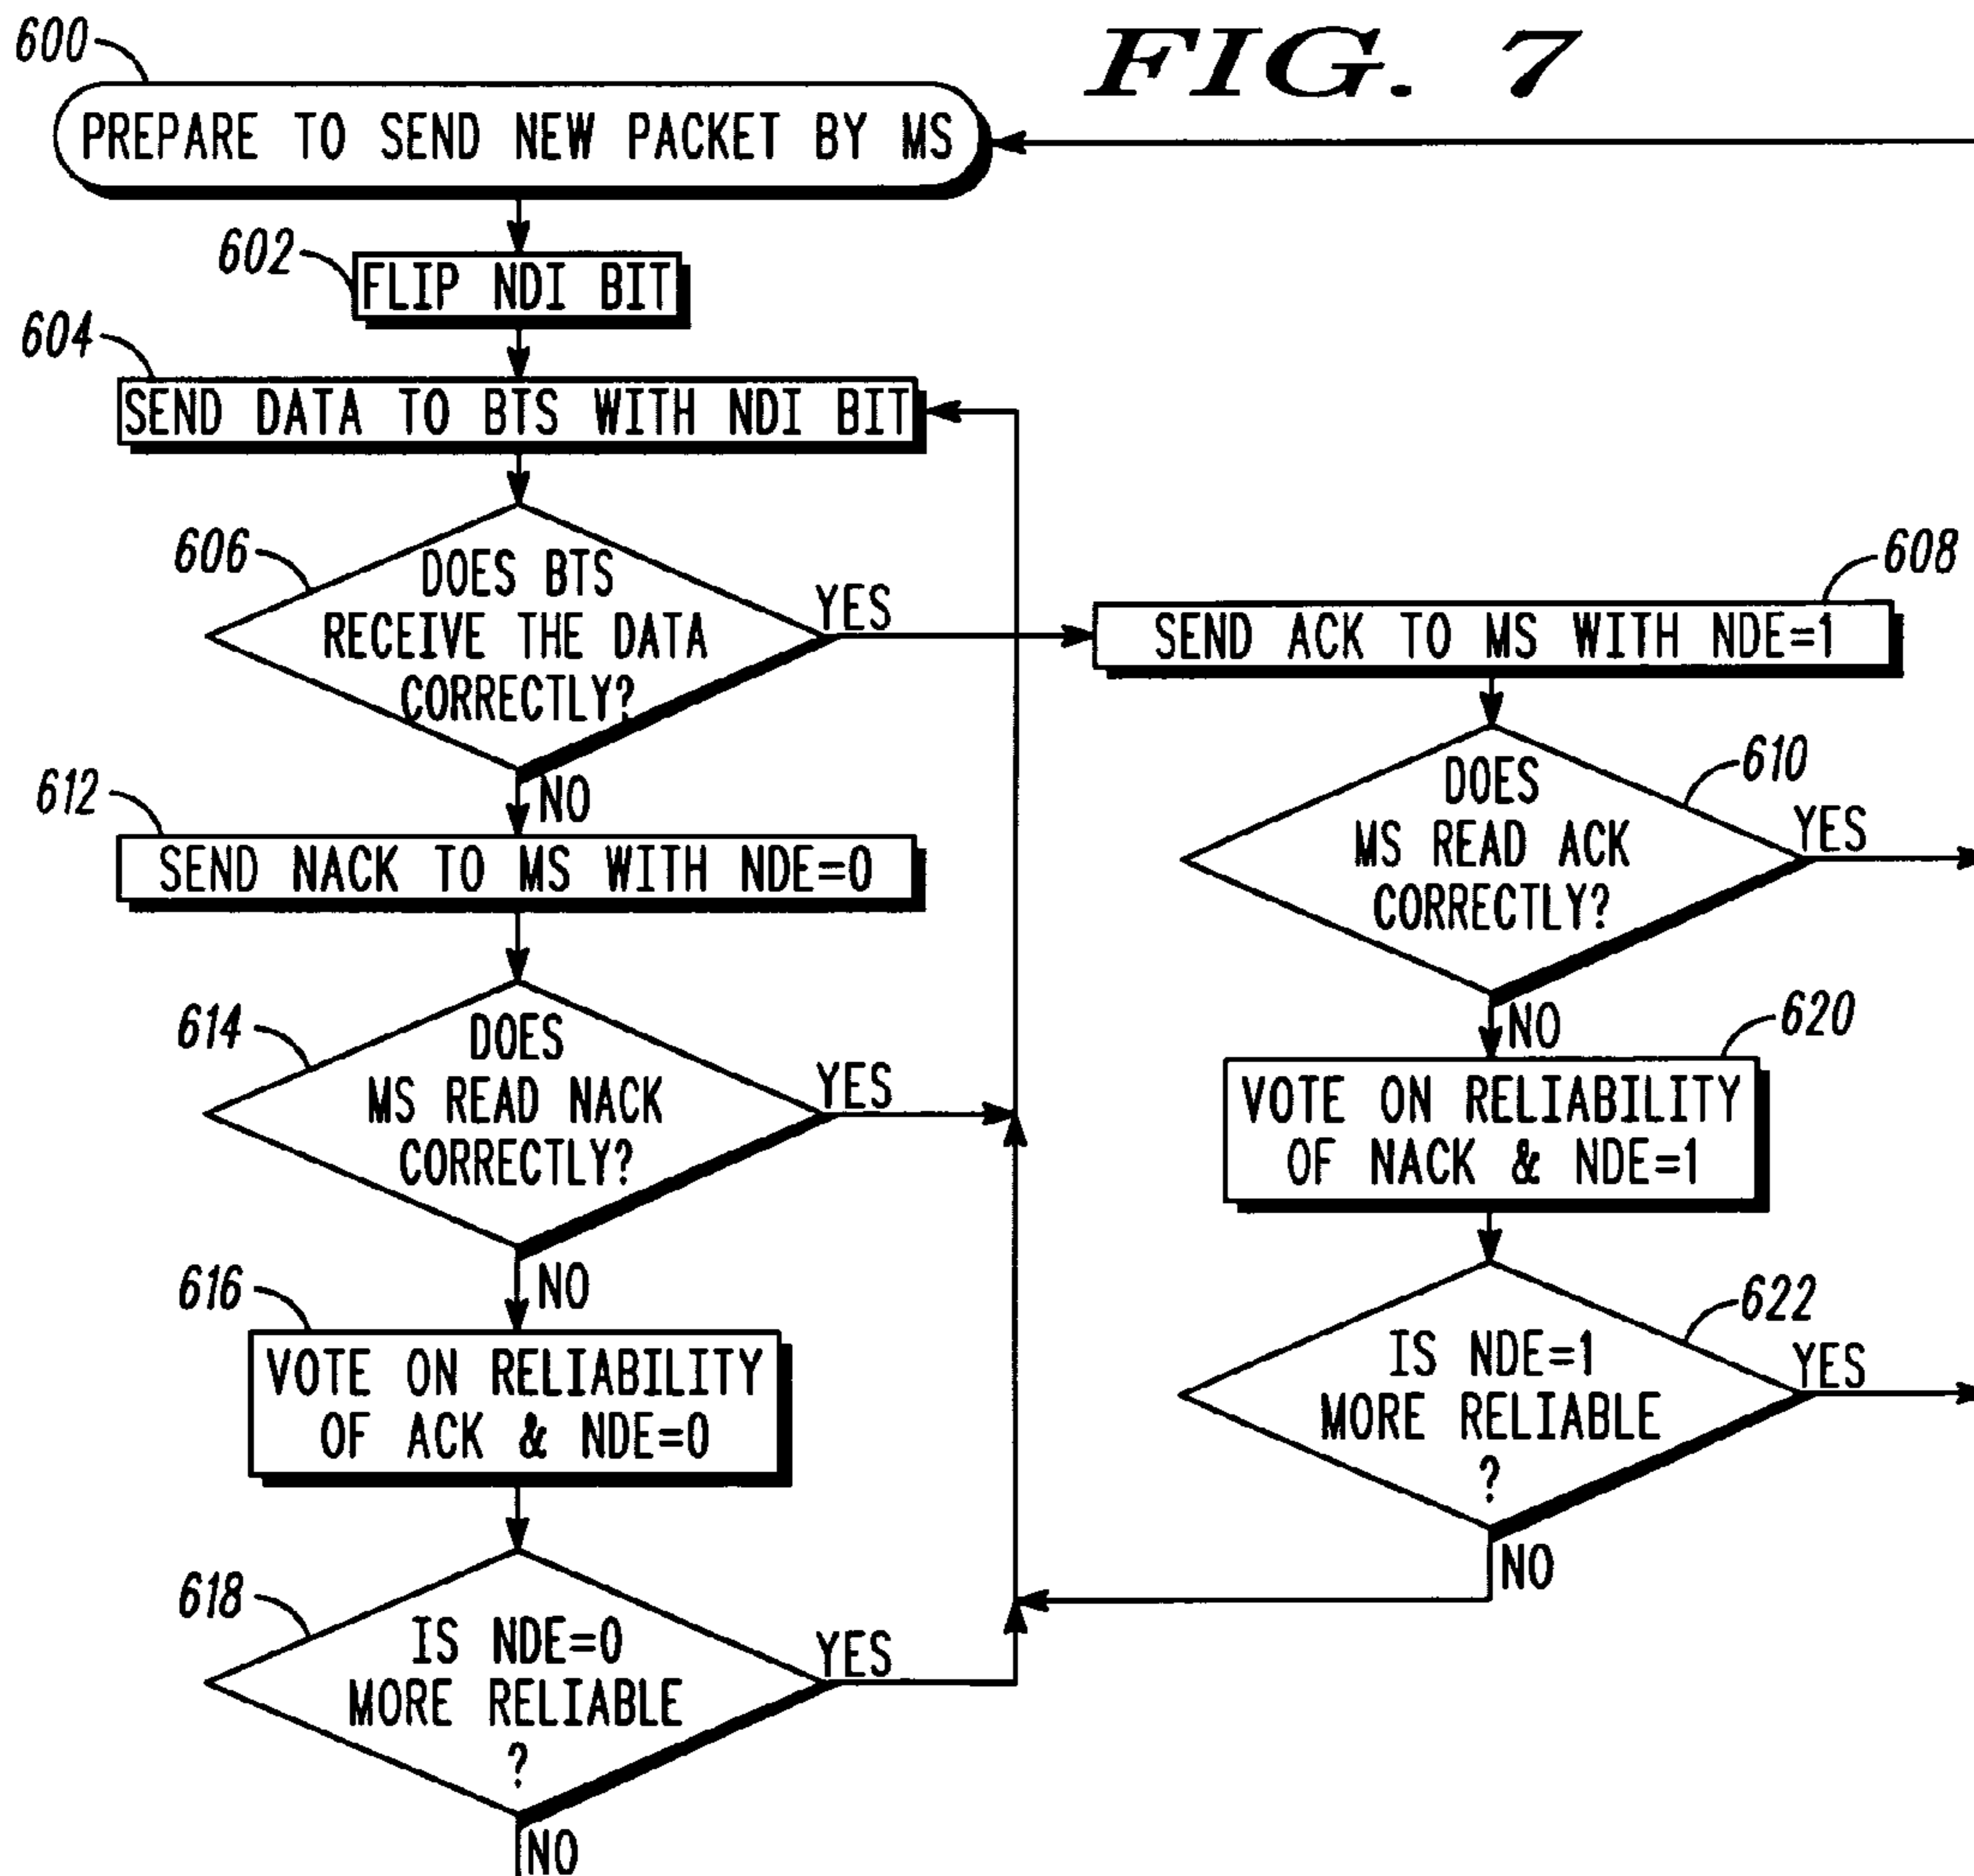 FIG. 7
600
PREPARE TO SEND NEW PACKET BY MS
602
FLIP NDI BIT
604
SEND DATA TO BTS WITH NDI BIT
606
DOES BTS
RECEIVE THE DATA
CORRECTLY?
YES
NO
608
SEND ACK TO MS WITH NDE=1
610
DOES
MS READ ACK
CORRECTLY?
YES
NO
612
SEND NACK TO MS WITH NDE=0
614
DOES
MS READ NACK
CORRECTLY?
YES
NO
620
VOTE ON RELIABILITY
OF NACK & NDE=1
616
VOTE ON RELIABILITY
OF ACK & NDE=0
622
IS NDE=1
MORE RELIABLE
?
YES
NO
618
IS NDE=0
MORE RELIABLE
?
YES
NO